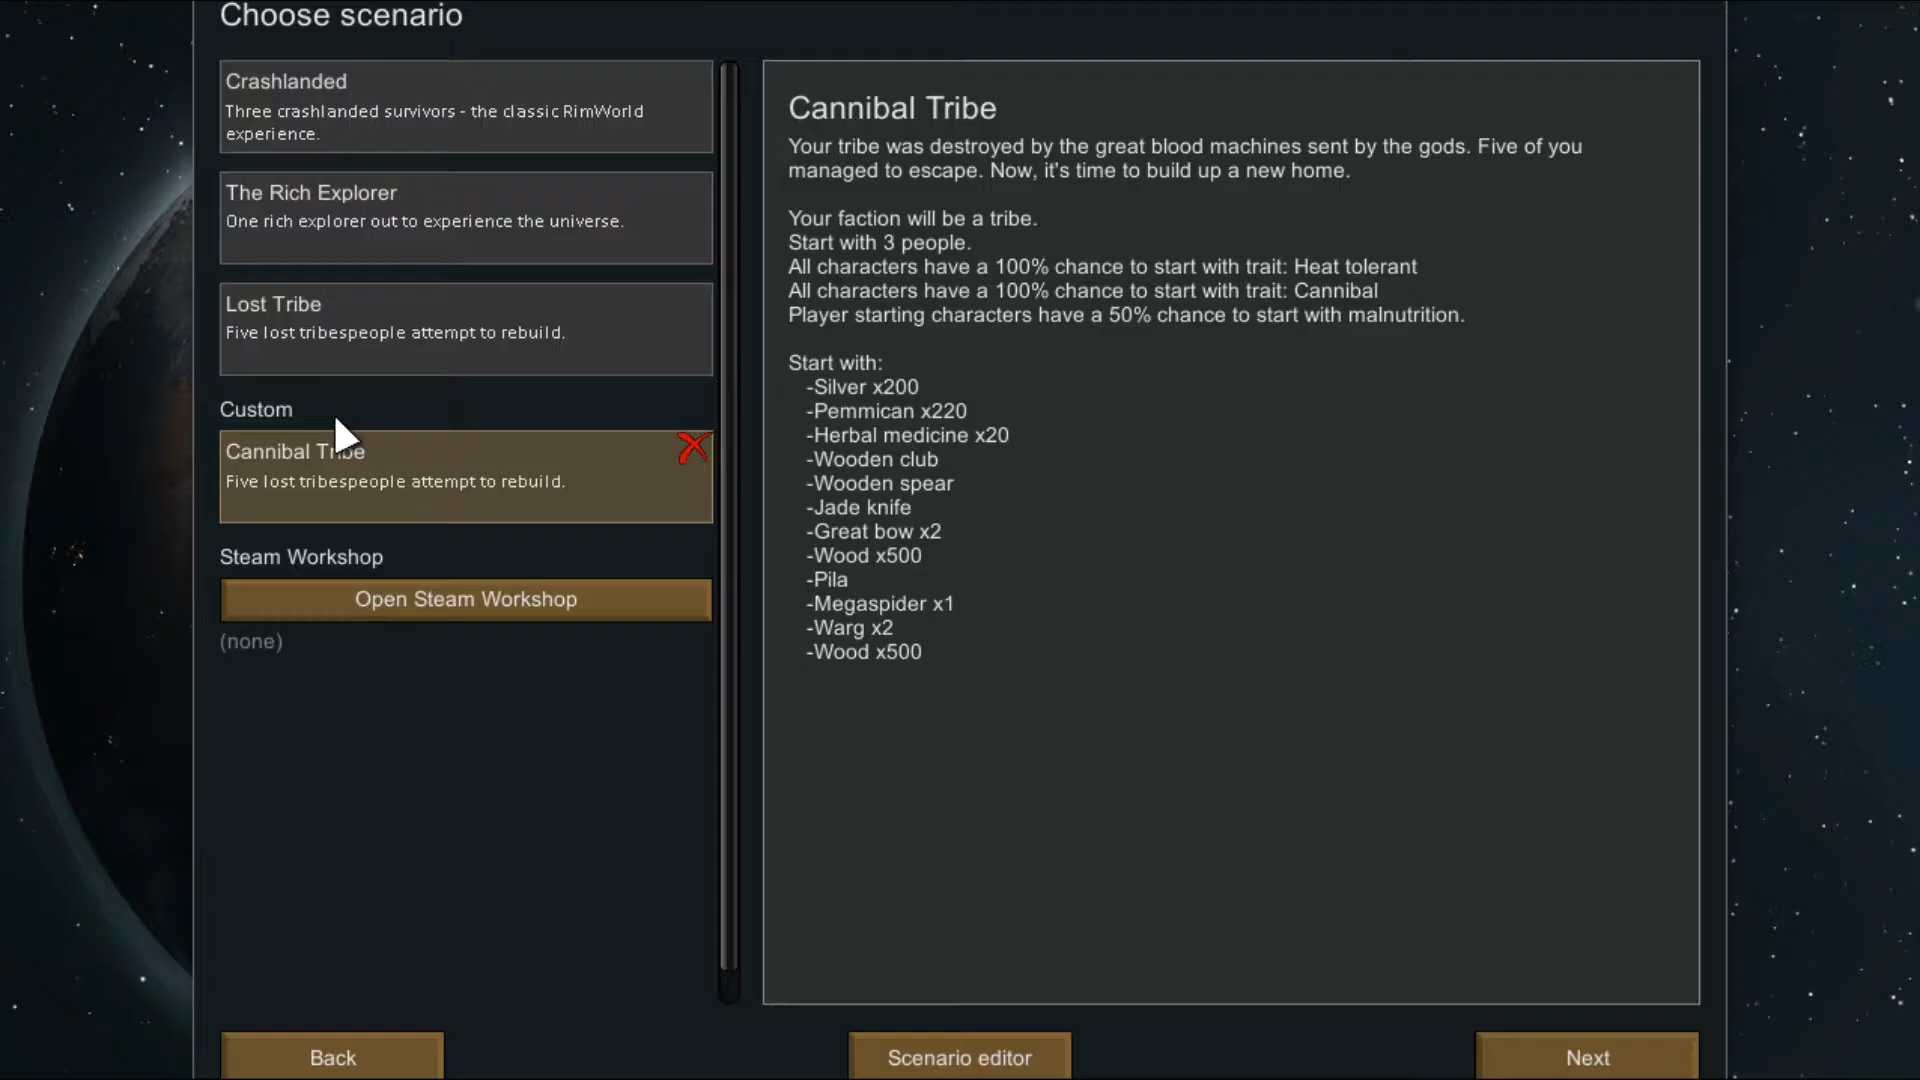 Choose scenario
Crashlanded
Three crashlanded survivors - the classic RimWorld
experience.
The Rich Explorer
One rich explorer out to experience the universe.
Lost Tribe
Five lost tribespeople attempt to rebuild.
Custom
Cannibal Tribe
Five lost tribespeople attempt to rebuild.
Steam Workshop
Open Steam Workshop
(none)
Back
Cannibal Tribe
Your tribe was destroyed by the great blood machines sent by the gods. Five of you
managed to escape. Now, it's time to build up a new home.
Your faction will be a tribe.
Start with 3 people.
All characters have a 100% chance to start with trait: Heat tolerant
All characters have a 100% chance to start with trait: Cannibal
Player starting characters have a 50% chance to start with malnutrition.
Start with:
-Silver x200
-Pemmican x220
-Herbal medicine x20
-Wooden club
-Wooden spear
-Jade knife
-Great bow x2
-Wood x500
-Pila
-Megaspider x1
-Warg x2
-Wood x500
Scenario editor
Next